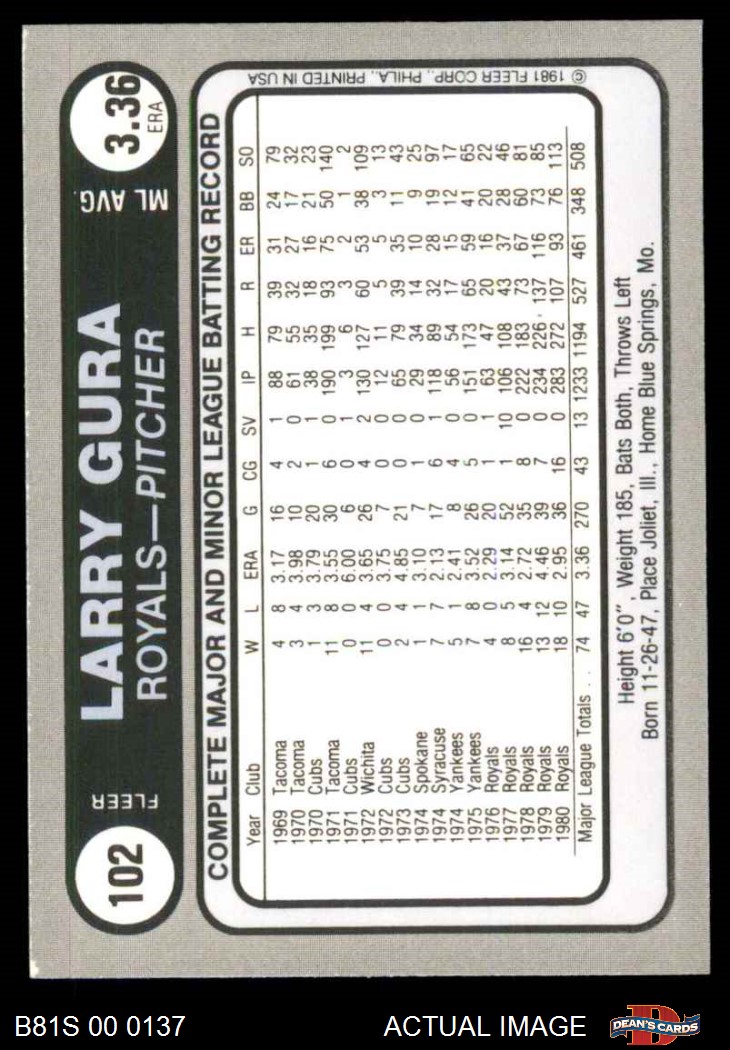 102
FLEER
LARRY GURA
ROYALS—PITCHER
ML AVG.
3.36
ERA
COMPLETE MAJOR AND MINOR LEAGUE BATTING RECORD
Year Club W L ERA G CG SV IP H R ER BB SO
1969 Tacoma 4 8 3.17 16 4 1 88 79 39 31 24 79
1970 Tacoma 3 4 3.98 10 2 0 61 55 32 27 17 32
1970 Cubs 1 3 3.79 20 1 1 38 35 18 16 21 23
1971 Tacoma 11 8 3.55 30 6 0 190 199 93 75 50 140
1971 Cubs 0 0 6.00 6 0 1 3 6 3 2 1 2
1972 Wichita 11 4 3.65 26 4 2 130 127 60 53 38 109
1972 Cubs 0 0 3.75 7 0 0 12 11 5 5 3 13
1973 Cubs 2 4 4.85 21 0 0 65 79 39 35 11 43
1974 Spokane 1 1 3.10 7 1 0 29 34 14 10 9 25
1974 Syracuse 7 7 2.13 17 6 1 118 89 32 28 19 97
1974 Yankees 5 1 2.41 8 4 0 56 54 17 15 12 17
1975 Yankees 7 8 3.52 26 5 0 151 173 65 59 41 65
1976 Royals 4 0 2.29 20 1 1 63 47 20 16 20 22
1977 Royals 8 5 3.14 52 1 10 106 108 43 37 28 46
1978 Royals 16 4 2.72 35 8 0 222 183 73 67 60 81
1979 Royals 13 12 4.46 39 7 0 234 226 137 116 73 85
1980 Royals 18 10 2.95 36 16 0 283 272 107 93 76 113
Major League Totals . . 74 47 3.36 270 43 13 1233 1194 527 461 348 508
© 1981 FLEER CORP., PHILA., PRINTED IN USA
Height 6'0", Weight 185, Bats Both, Throws Left
Born 11-26-47, Place Joliet, Ill., Home Blue Springs, Mo.
B81S 00 0137 ACTUAL IMAGE DEAN'S CARDS